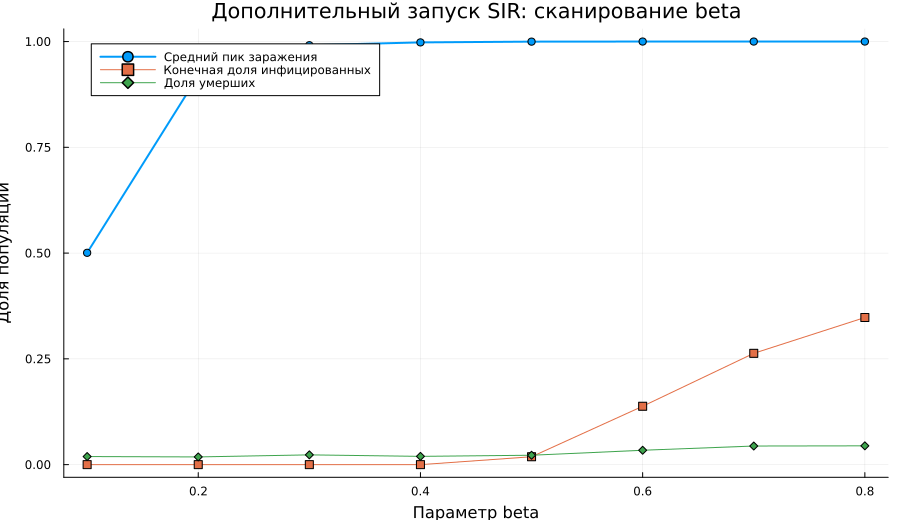 Дополнительный запуск SIR: сканирование beta
1.00
Средний пик заражения
Конечная доля инфицированных
Доля умерших
0.75
0.50
0.25
0.00
Доля популяции
0.2
0.4
0.6
0.8
Параметр beta